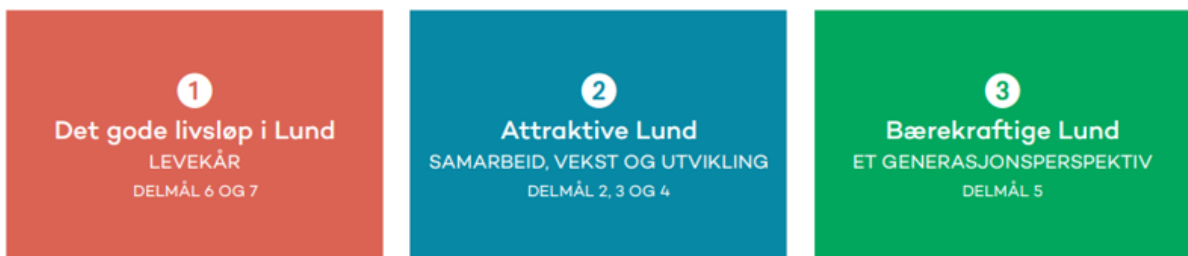 1
Det gode livsløp i Lund
LEVEKÅR
DELMÅL 6 OG 7
2
Attraktive Lund
SAMARBEID, VEKST OG UTVIKLING
DELMÅL 2, 3 OG 4
3
Bærekraftige Lund
ET GENERASJONSPERSPEKTIV
DELMÅL 5